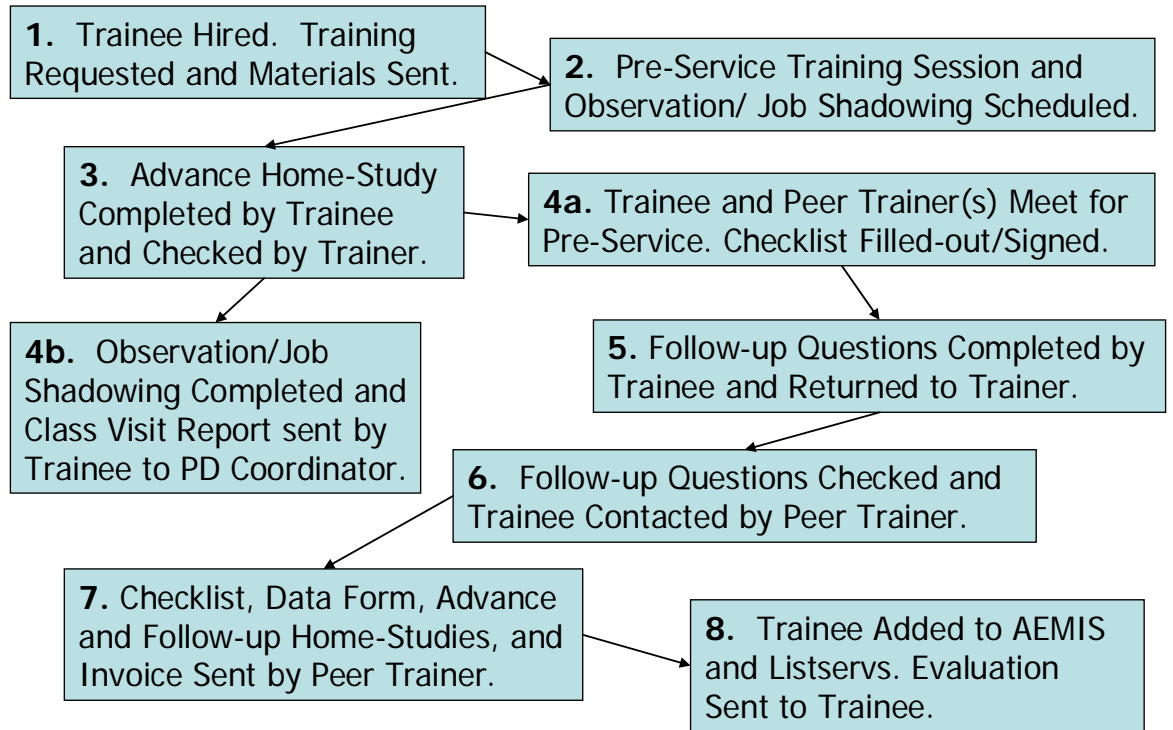 1. Trainee Hired. Training
Requested and Materials Sent.
2. Pre-Service Training Session and
Observation/ Job Shadowing Scheduled.
3. Advance Home-Study
Completed by Trainee
and Checked by Trainer.
4a. Trainee and Peer Trainer(s) Meet for
Pre-Service. Checklist Filled-out/Signed.
4b. Observation/Job
Shadowing Completed and
Class Visit Report sent by
Trainee to PD Coordinator.
5. Follow-up Questions Completed by
Trainee and Returned to Trainer.
6. Follow-up Questions Checked and
Trainee Contacted by Peer Trainer.
7. Checklist, Data Form, Advance
and Follow-up Home-Studies, and
Invoice Sent by Peer Trainer.
8. Trainee Added to AEMIS
and Listservs. Evaluation
Sent to Trainee.